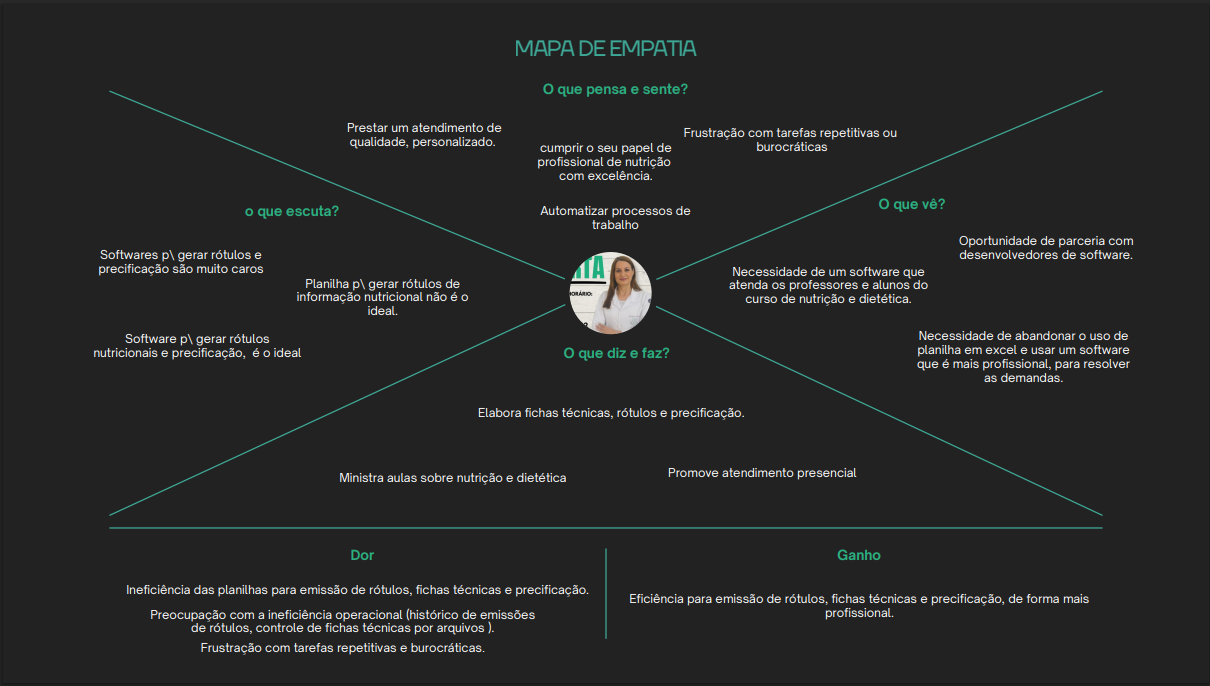 MAPA DE EMPATIA
O que pensa e sente?
Prestar um atendimento de
qualidade, personalizado.
cumprir o seu papel de
profissional de nutrição
com excelência.
Frustração com tarefas repetitivas ou
burocráticas
Automatizar processos de
trabalho
o que escuta?
Softwares p\ gerar rótulos e
precificação são muito caros
Planilha p\ gerar rótulos de
informação nutricional não é o
ideal.
Software p\ gerar rótulos
nutricionais e precificação,  é o ideal
O que vê?
Oportunidade de parceria com
desenvolvedores de software.
Necessidade de um software que
atenda os professores e alunos do
curso de nutrição e dietética.
Necessidade de abandonar o uso de
planilha em excel e usar um software
que é mais profissional, para resolver
as demandas.
ITA
HORÁRIO:
O que diz e faz?
Elabora fichas técnicas, rótulos e precificação.
Ministra aulas sobre nutrição e dietética
Promove atendimento presencial
Dor
Ineficiência das planilhas para emissão de rótulos, fichas técnicas e precificação.
Preocupação com a ineficiência operacional (histórico de emissões
de rótulos, controle de fichas técnicas por arquivos ).
Frustração com tarefas repetitivas e burocráticas.
Ganho
Eficiência para emissão de rótulos, fichas técnicas e precificação, de forma mais
profissional.